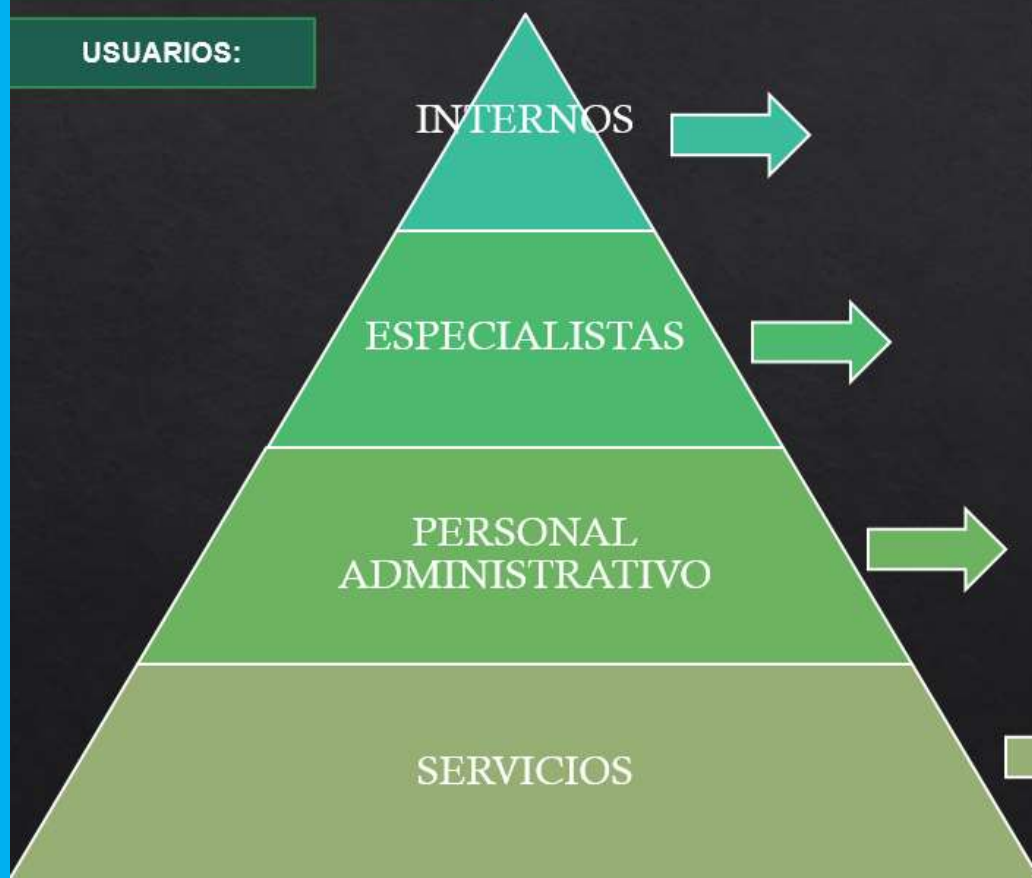 USUARIOS:
INTERNOS
ESPECIALISTAS
PERSONAL
ADMINISTRATIVO
SERVICIOS